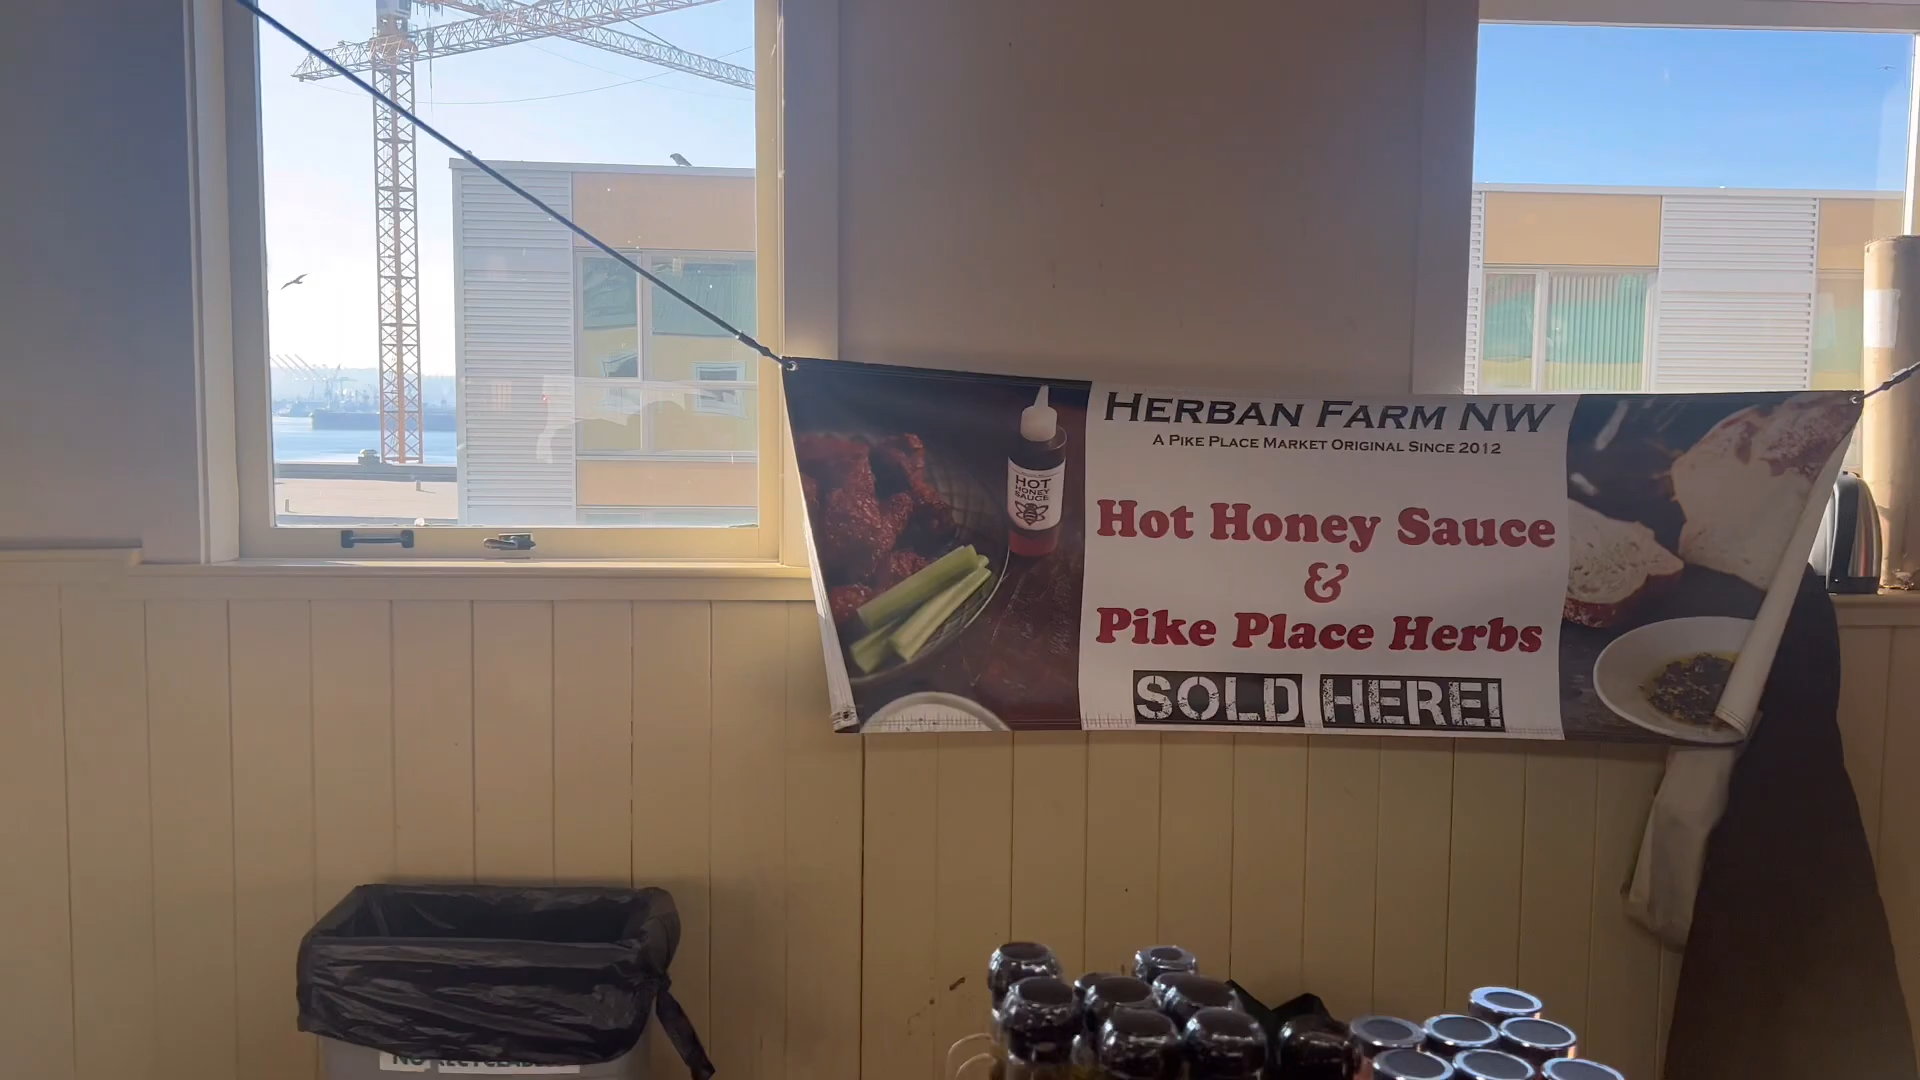 HERBAN FARM NW
A PIKE PLACE MARKET ORIGINAL SINCE 2012
HOT
HONEY
SAUCE
Hot Honey Sauce
&
Pike Place Herbs
SOLD HERE!
NO